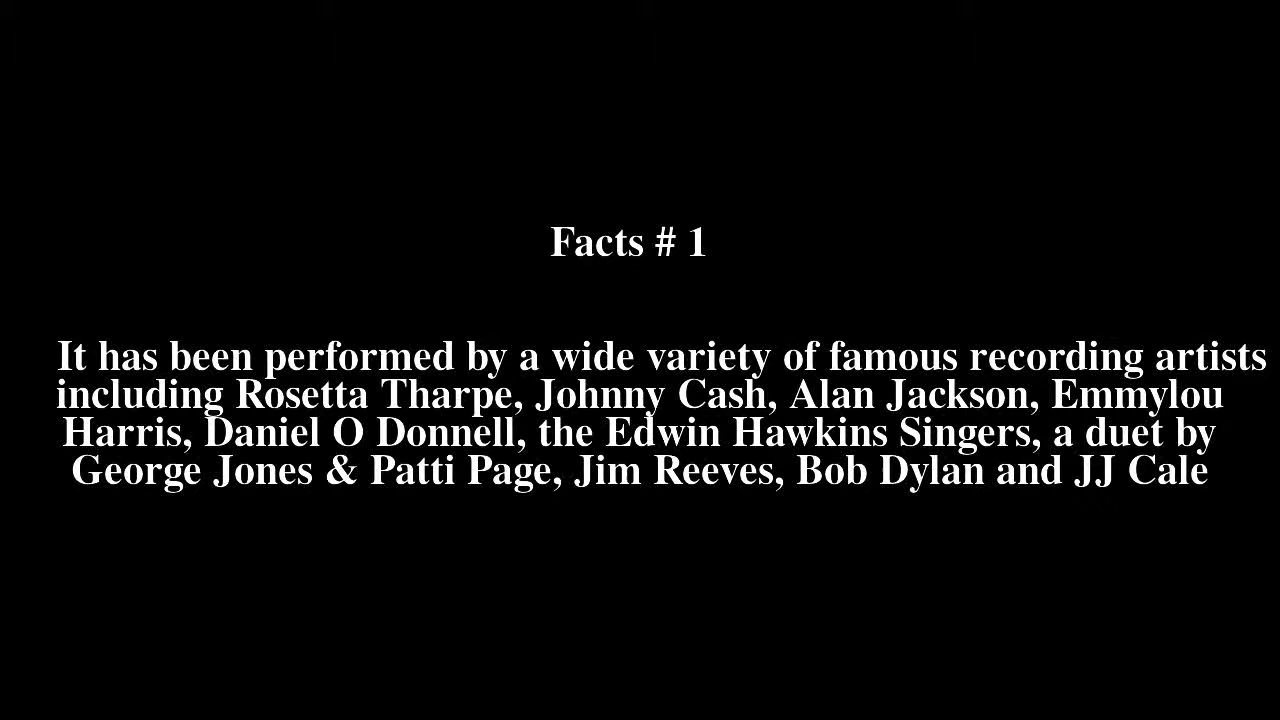 Facts # 1
It has been performed by a wide variety of famous recording artists
including Rosetta Tharpe, Johnny Cash, Alan Jackson, Emmylou
Harris, Daniel O Donnell, the Edwin Hawkins Singers, a duet by
George Jones & Patti Page, Jim Reeves, Bob Dylan and JJ Cale